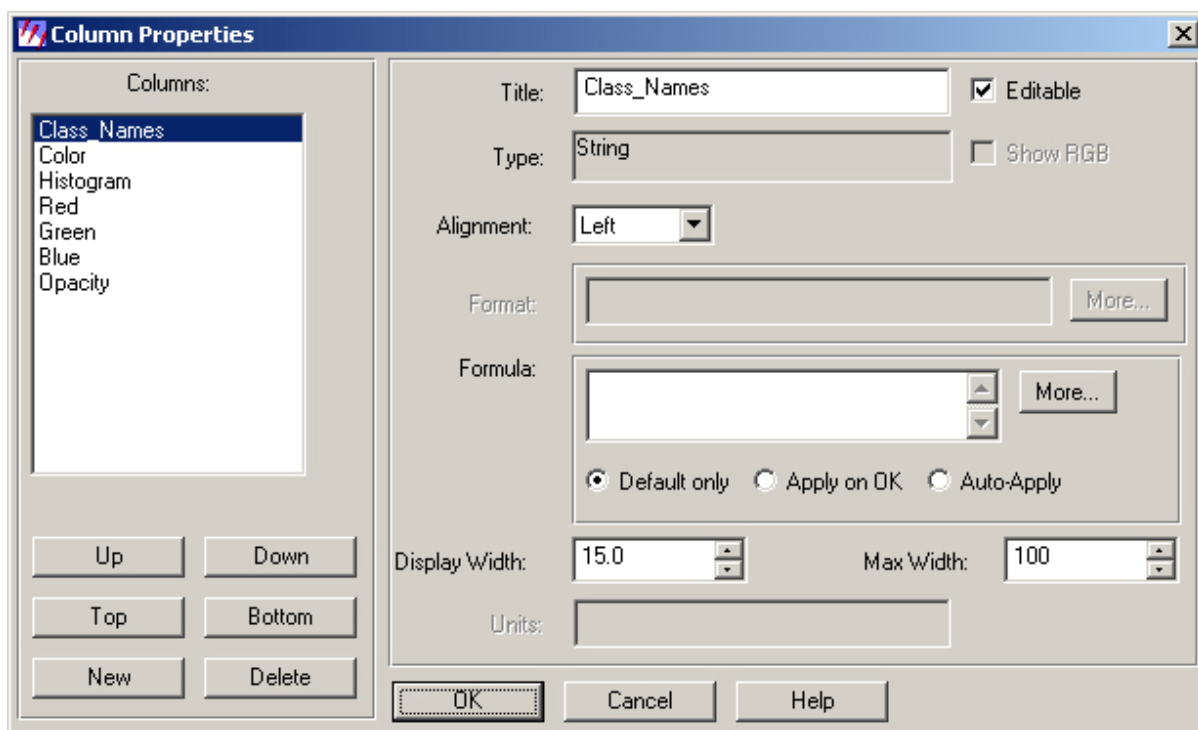 Column Properties
Columns:
Class_Names
Color
Histogram
Red
Green
Blue
Opacity
Up
Down
Top
Bottom
New
Delete
Title:
Class_Names
Editable
Type:
String
Show RGB
Alignment:
Left
Format:
More...
Formula:
More...
Default only
Apply on OK
Auto-Apply
Display Width:
15.0
Max Width:
100
Units:
OK
Cancel
Help